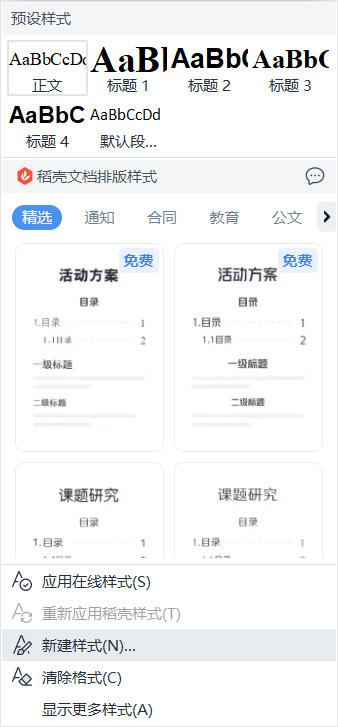 预设样式
AaBbCcDd AaBl AaBbC AaBbC
正文 标题 1 标题 2 标题 3
AaBbC AaBbCcDd
标题 4 默认段...
稻壳文档排版样式
精选 通知 合同 教育 公文
免费 免费
活动方案 活动方案
目录 目录
1.目录 1 1.目录 1
1.1目录 2 1.1目录 2
一级标题 一级标题
二级标题 二级标题
课题研究 课题研究
目录 目录
1.目录 1 1.目录 1
应用在线样式(S)
重新应用稻壳样式(T)
新建样式(N)...
清除格式(C)
显示更多样式(A)